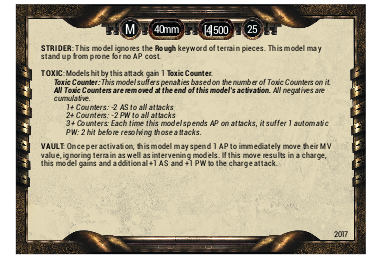 M 40mm 4500 25
STRIDER: This model ignores the Rough keyword of terrain pieces. This model may
stand up from prone for no AP cost.
TOXIC: Models hit by this attack gain 1 Toxic Counter.
Toxic Counter: This model suffers penalties based on the number of Toxic Counters on it.
All Toxic Counters are removed at the end of this model's activation. All negatives are
cumulative.
1+ Counters: -2 AS to all attacks
2+ Counters: -2 PW to all attacks
3+ Counters: Each time this model spends AP on attacks, it suffer 1 automatic
PW: 2 hit before resolving those attacks.
VAULT: Once per activation, this model may spend 1 AP to immediately move their MV
value, ignoring terrain as well as intervening models. If this move results in a charge,
this model gains and additional +1 AS and +1 PW to the charge attack.
2017